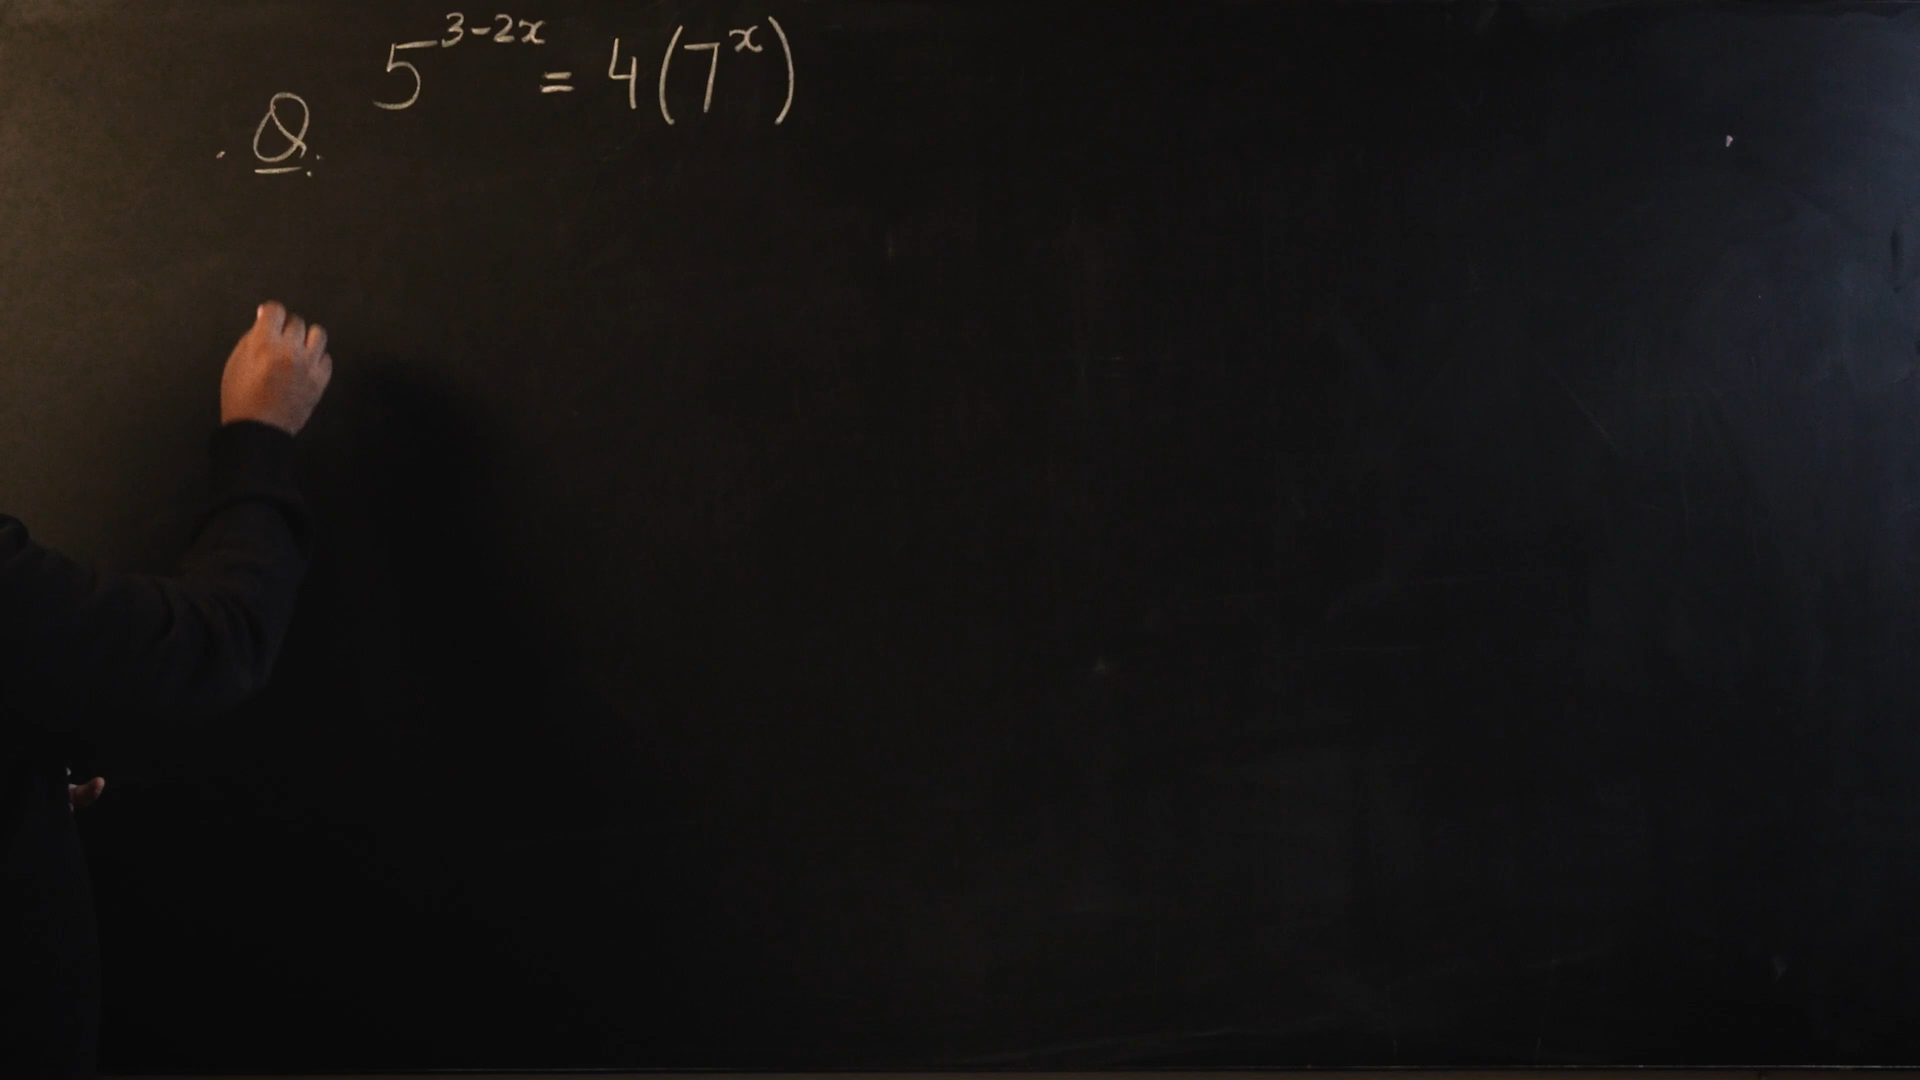 Q. 5^{3-2x} = 4(7^x)